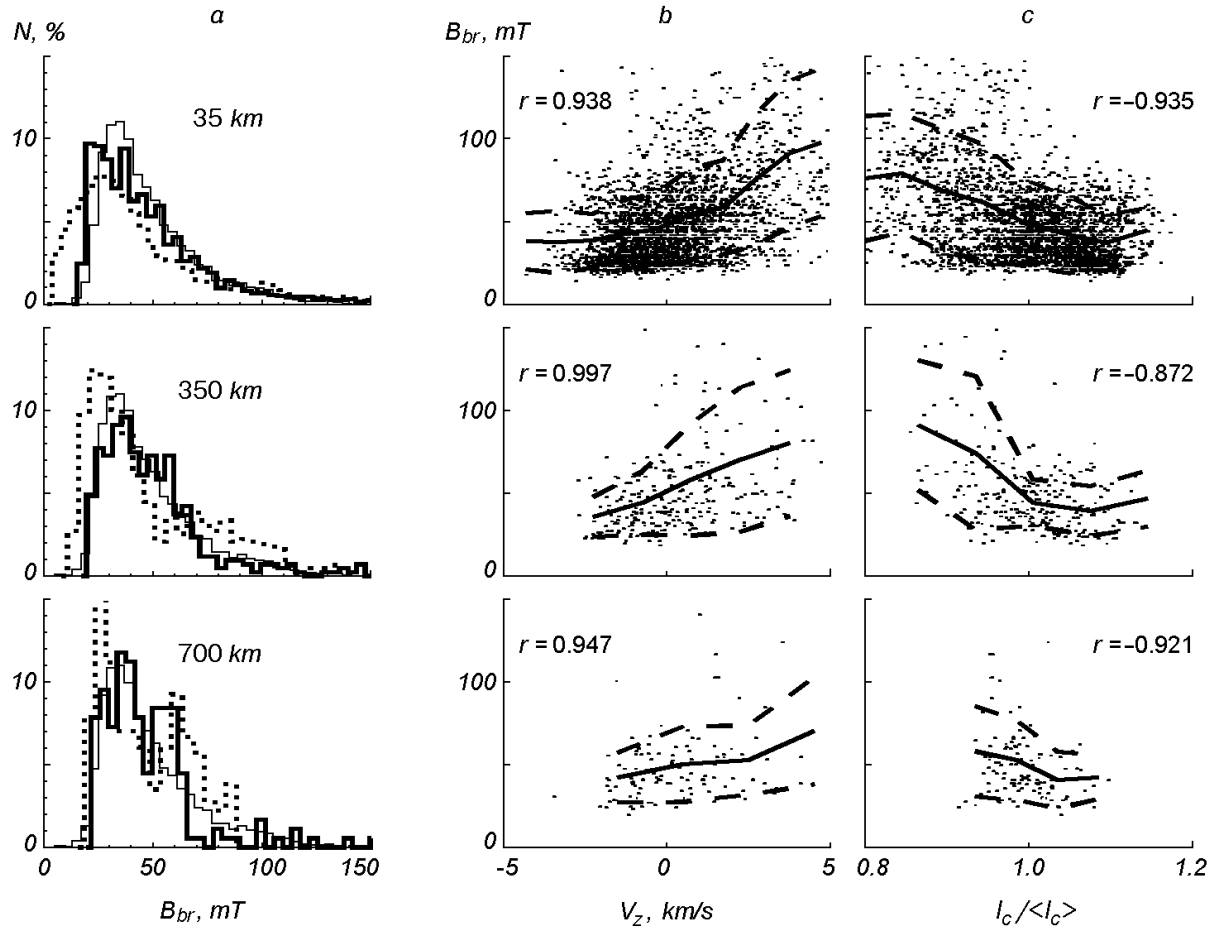 a b c
N, % B_br, mT
35 km r = 0.938 r = –0.935
10 100
0 0
350 km r = 0.997 r = –0.872
10 100
0 0
700 km r = 0.947 r = –0.921
10 100
0 0
0 50 100 150 -5 0 5 0.8 1.0 1.2
B_br, mT V_z, km/s I_c/<I_c>